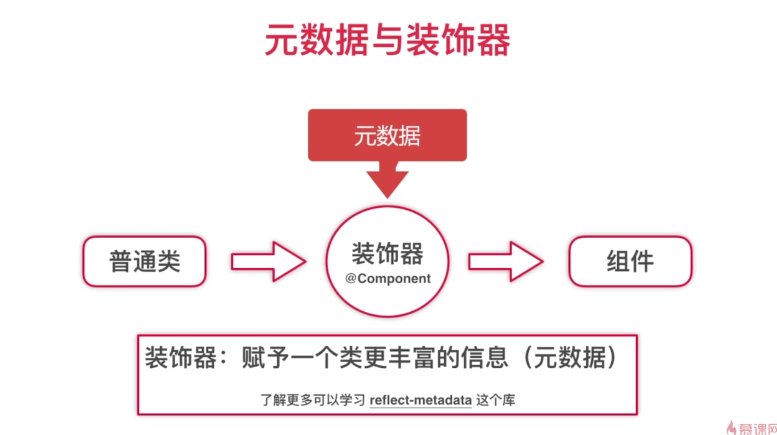 元数据与装饰器
元数据
普通类
装饰器
@Component
组件
装饰器：赋予一个类更丰富的信息（元数据）
了解更多可以学习 reflect-metadata 这个库
慕课网